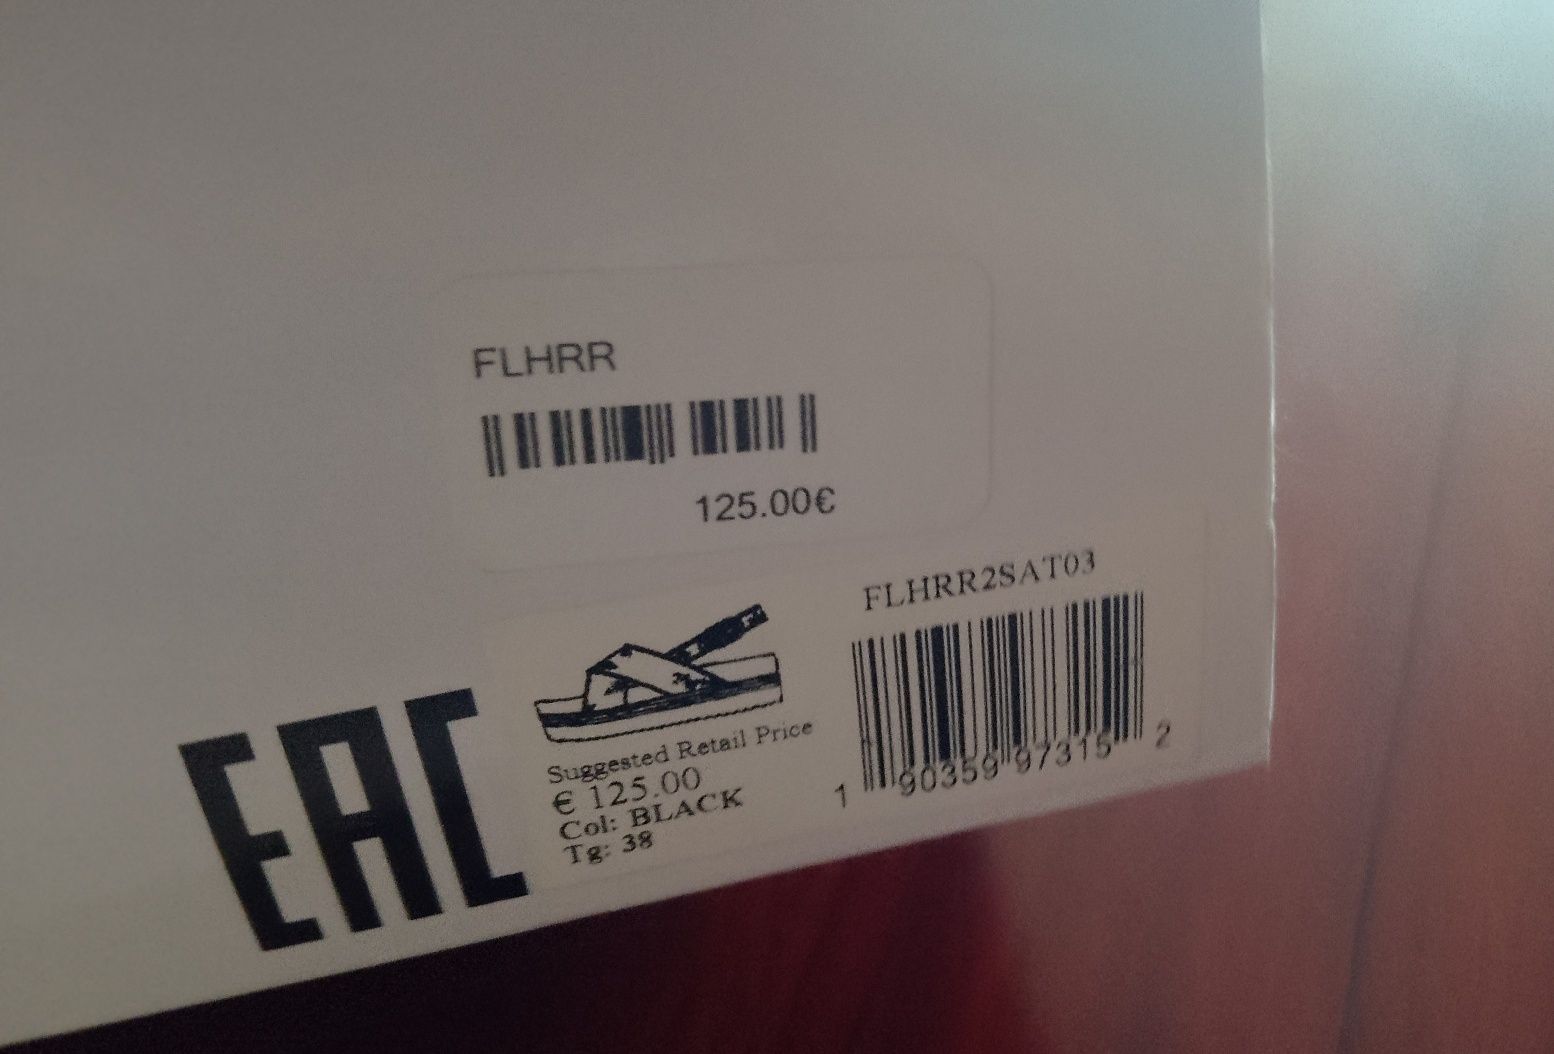 FLHRR
125.00€
FLHRR2SAT03
1 90359 97315 2
Suggested Retail Price
€ 125.00
Col: BLACK
Tg: 38
EAC